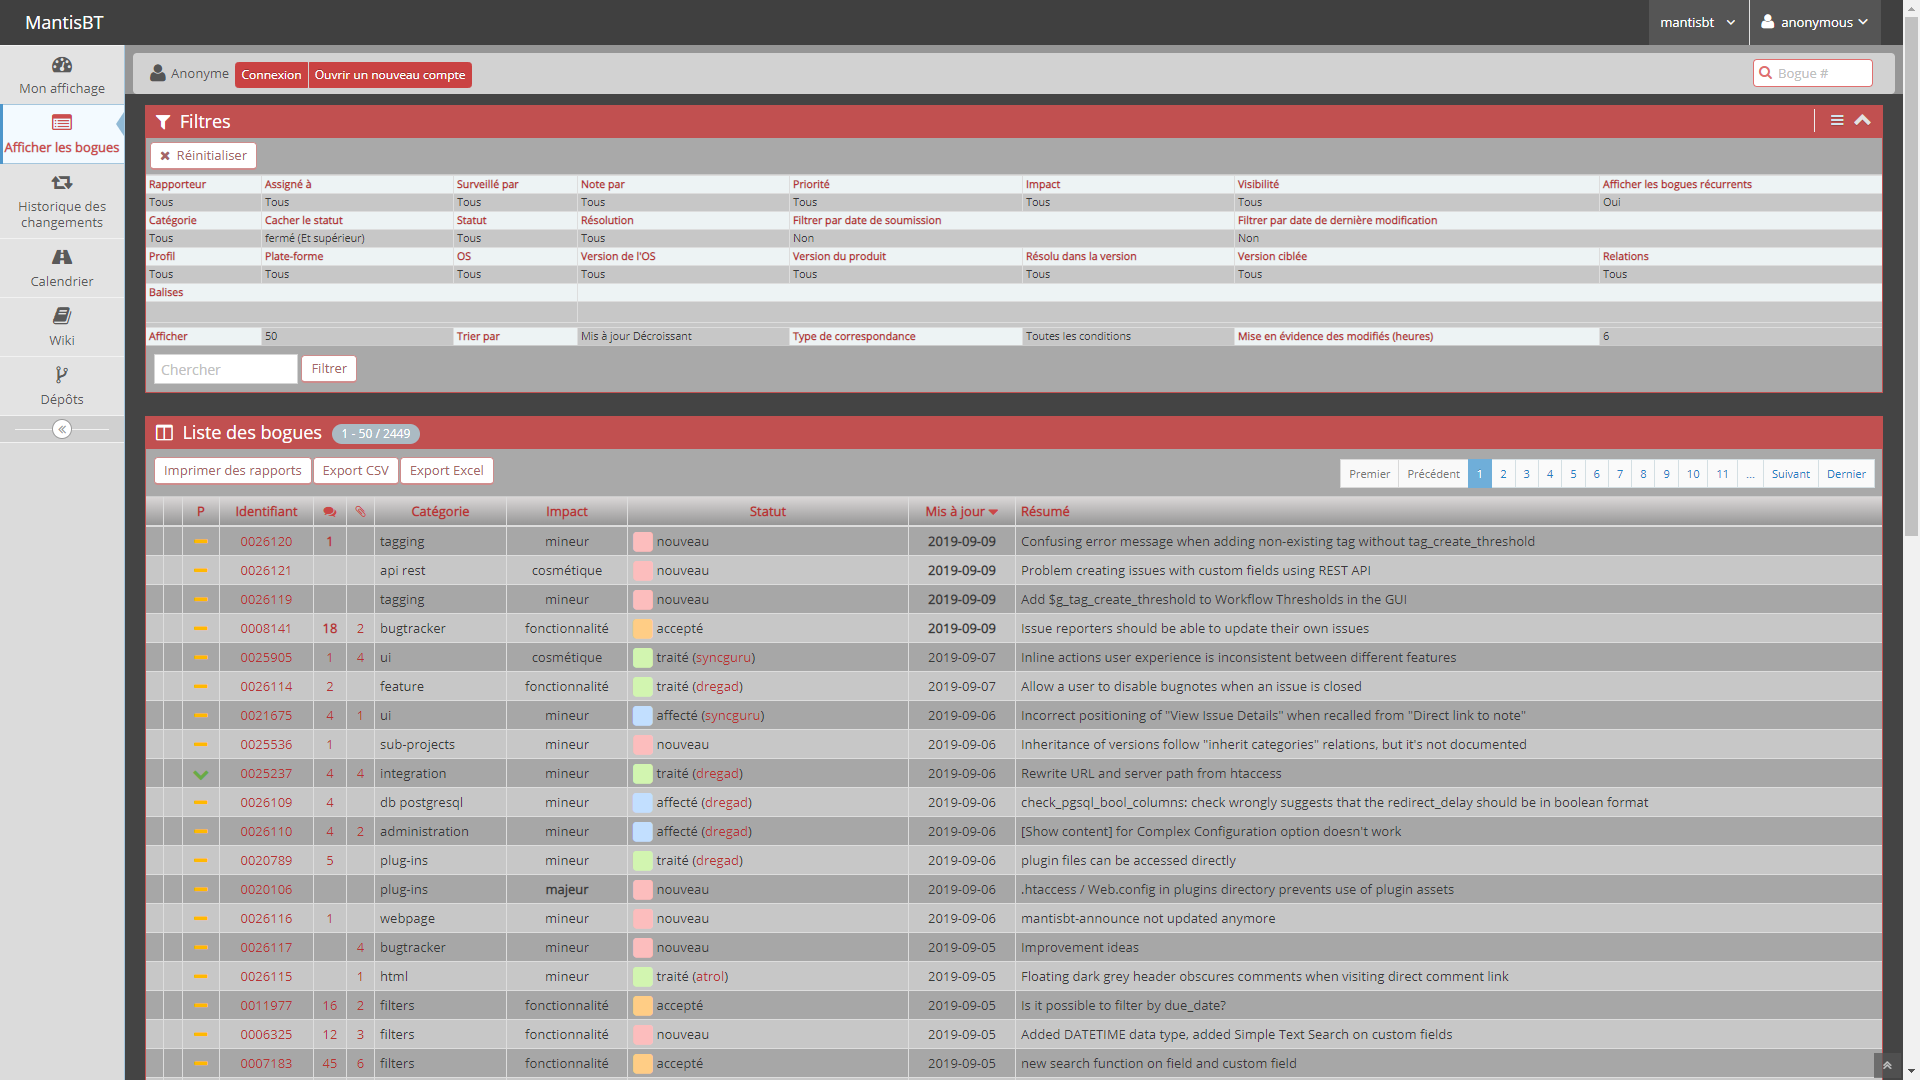 MantisBT
mantisbt
anonymous
Mon affichage
Afficher les bogues
Historique des changements
Calendrier
Wiki
Dépôts
Anonyme Connexion Ouvrir un nouveau compte
Bogue #
Filtres
Réinitialiser
Rapporteur Assigné à Surveillé par Note par Priorité Impact Visibilité Afficher les bogues récurrents
Tous Tous Tous Tous Tous Tous Tous Oui
Catégorie Cacher le statut Statut Résolution Filtrer par date de soumission Filtrer par date de dernière modification
Tous fermé (Et supérieur) Tous Tous Non Non
Profil Plate-forme OS Version de l'OS Version du produit Résolu dans la version Version ciblée Relations
Tous Tous Tous Tous Tous Tous Tous Tous
Balises
Afficher 50 Trier par Mis à jour Décroissant Type de correspondance Toutes les conditions Mise en évidence des modifiés (heures) 6
Chercher Filtrer
Liste des bogues 1 - 50 / 2449
Imprimer des rapports Export CSV Export Excel
Premier Précédent 1 2 3 4 5 6 7 8 9 10 11 ... Suivant Dernier
P Identifiant Catégorie Impact Statut Mis à jour Résumé
0026120 1 tagging mineur nouveau 2019-09-09 Confusing error message when adding non-existing tag without tag_create_threshold
0026121 api rest cosmétique nouveau 2019-09-09 Problem creating issues with custom fields using REST API
0026119 tagging mineur nouveau 2019-09-09 Add $g_tag_create_threshold to Workflow Thresholds in the GUI
0008141 18 2 bugtracker fonctionnalité accepté 2019-09-09 Issue reporters should be able to update their own issues
0025905 1 4 ui cosmétique traité (syncguru) 2019-09-07 Inline actions user experience is inconsistent between different features
0026114 2 feature fonctionnalité traité (dregad) 2019-09-07 Allow a user to disable bugnotes when an issue is closed
0021675 4 1 ui mineur affecté (syncguru) 2019-09-06 Incorrect positioning of "View Issue Details" when recalled from "Direct link to note"
0025536 1 sub-projects mineur nouveau 2019-09-06 Inheritance of versions follow "inherit categories" relations, but it's not documented
0025237 4 4 integration mineur traité (dregad) 2019-09-06 Rewrite URL and server path from htaccess
0026109 4 db postgresql mineur affecté (dregad) 2019-09-06 check_pgsql_bool_columns: check wrongly suggests that the redirect_delay should be in boolean format
0026110 4 2 administration mineur affecté (dregad) 2019-09-06 [Show content] for Complex Configuration option doesn't work
0020789 5 plug-ins mineur traité (dregad) 2019-09-06 plugin files can be accessed directly
0020106 plug-ins majeur nouveau 2019-09-06 .htaccess / Web.config in plugins directory prevents use of plugin assets
0026116 1 webpage mineur nouveau 2019-09-06 mantisbt-announce not updated anymore
0026117 4 bugtracker mineur nouveau 2019-09-05 Improvement ideas
0026115 1 html mineur traité (atrol) 2019-09-05 Floating dark grey header obscures comments when visiting direct comment link
0011977 16 2 filters fonctionnalité accepté 2019-09-05 Is it possible to filter by due_date?
0006325 12 3 filters fonctionnalité nouveau 2019-09-05 Added DATETIME data type, added Simple Text Search on custom fields
0007183 45 6 filters fonctionnalité accepté 2019-09-05 new search function on field and custom field